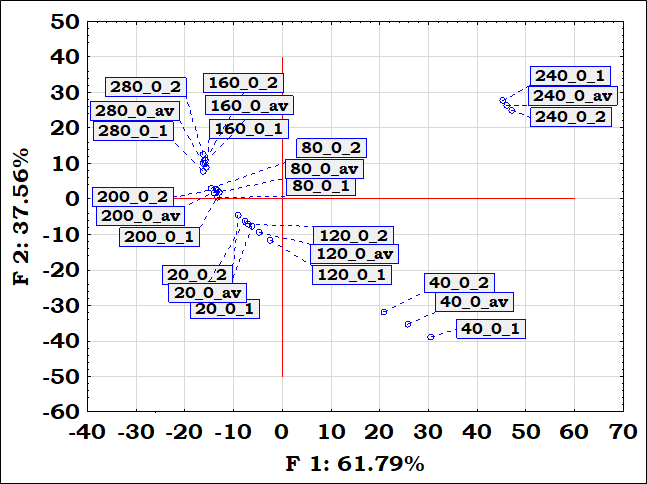 50
40
30
20
10
0
-10
-20
-30
-40
-50
-60
F 2: 37.56%
280_0_2
280_0_av
280_0_1
160_0_2
160_0_av
160_0_1
80_0_2
80_0_av
80_0_1
200_0_2
200_0_av
200_0_1
240_0_1
240_0_av
240_0_2
120_0_2
120_0_av
120_0_1
20_0_2
20_0_av
20_0_1
40_0_2
40_0_av
40_0_1
-40 -30 -20 -10 0 10 20 30 40 50 60 70
F 1: 61.79%